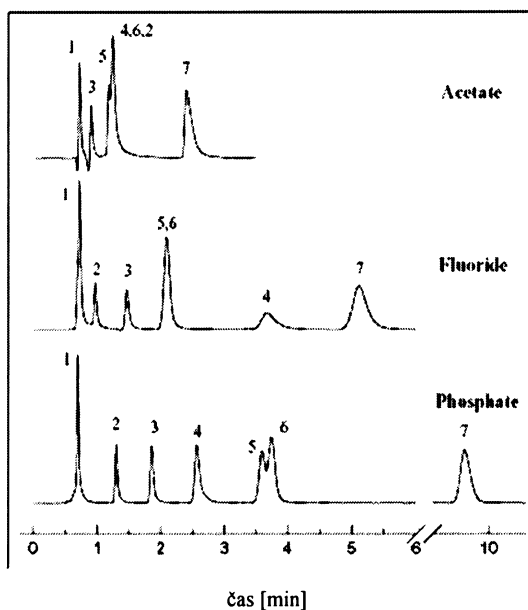 1 3 5 4,6,2 7
Acetate
1 2 3 5,6 4 7
Fluoride
1 2 3 4 5 6 7
Phosphate
0 1 2 3 4 5 6 10
čas [min]